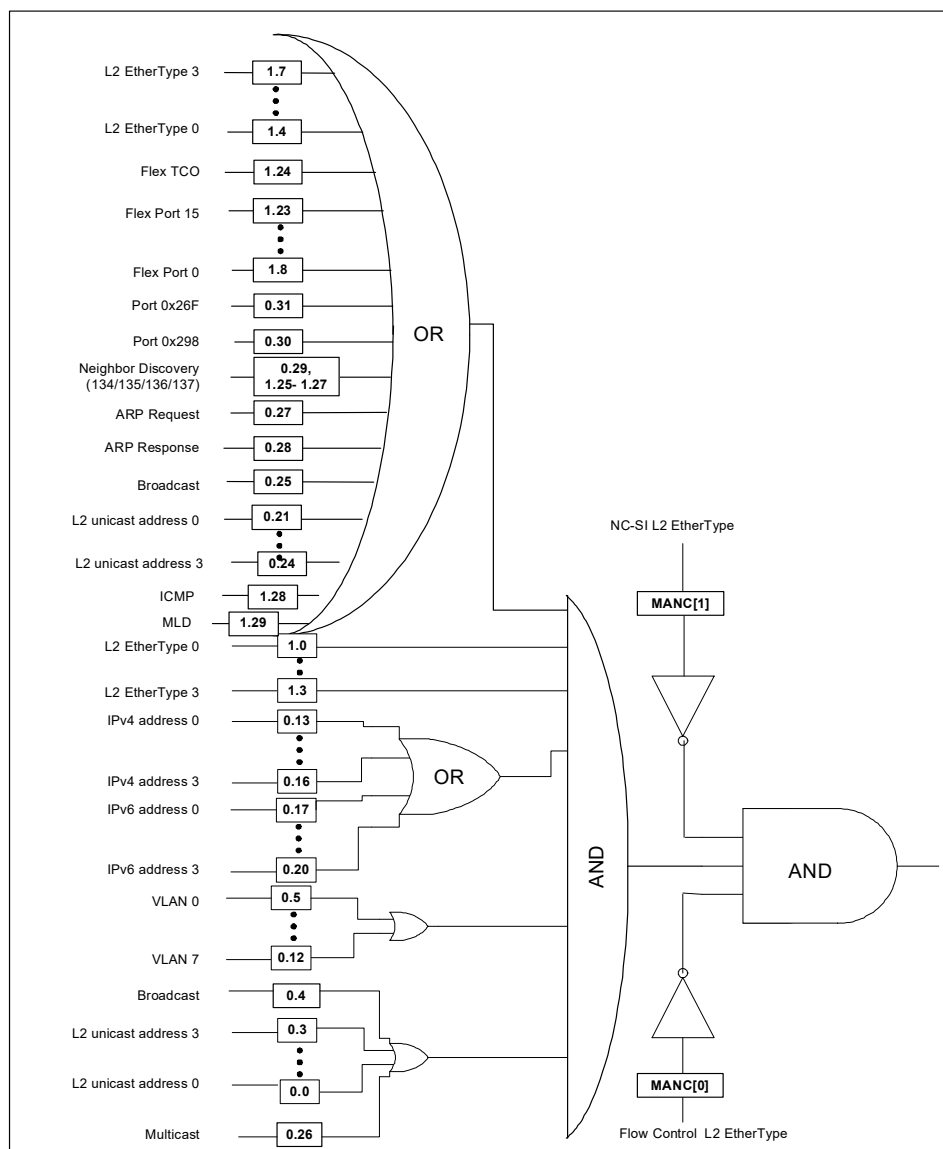 L2 EtherType 3
1.7
L2 EtherType 0
1.4
Flex TCO
1.24
Flex Port 15
1.23
Flex Port 0
1.8
Port 0x26F
0.31
Port 0x298
0.30
OR
Neighbor Discovery
(134/135/136/137)
0.29,
1.25- 1.27
ARP Request
0.27
ARP Response
0.28
Broadcast
0.25
L2 unicast address 0
0.21
L2 unicast address 3
0.24
ICMP
1.28
MLD
1.29
L2 EtherType 0
1.0
L2 EtherType 3
1.3
IPv4 address 0
0.13
IPv4 address 3
0.16
IPv6 address 0
0.17
IPv6 address 3
0.20
OR
VLAN 0
0.5
VLAN 7
0.12
Broadcast
0.4
L2 unicast address 3
0.3
L2 unicast address 0
0.0
Multicast
0.26
AND
NC-SI L2 EtherType
MANC[1]
AND
MANC[0]
Flow Control L2 EtherType